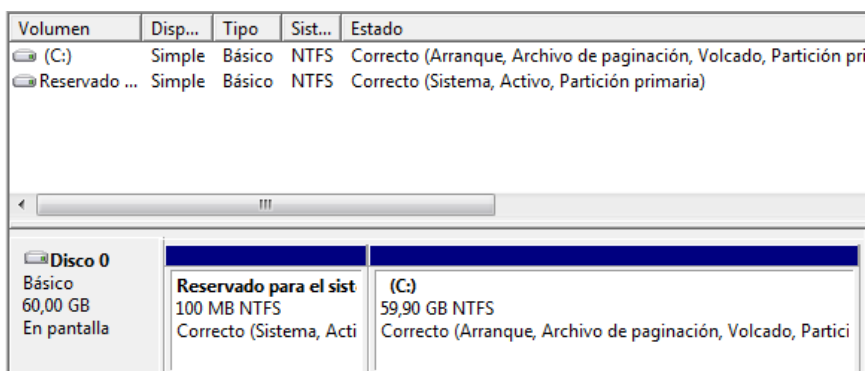 Volumen Disp... Tipo Sist... Estado
(C:) Simple Básico NTFS Correcto (Arranque, Archivo de paginación, Volcado, Partición pri
Reservado ... Simple Básico NTFS Correcto (Sistema, Activo, Partición primaria)
Disco 0
Básico
60,00 GB
En pantalla
Reservado para el sist
100 MB NTFS
Correcto (Sistema, Acti
(C:)
59,90 GB NTFS
Correcto (Arranque, Archivo de paginación, Volcado, Partici